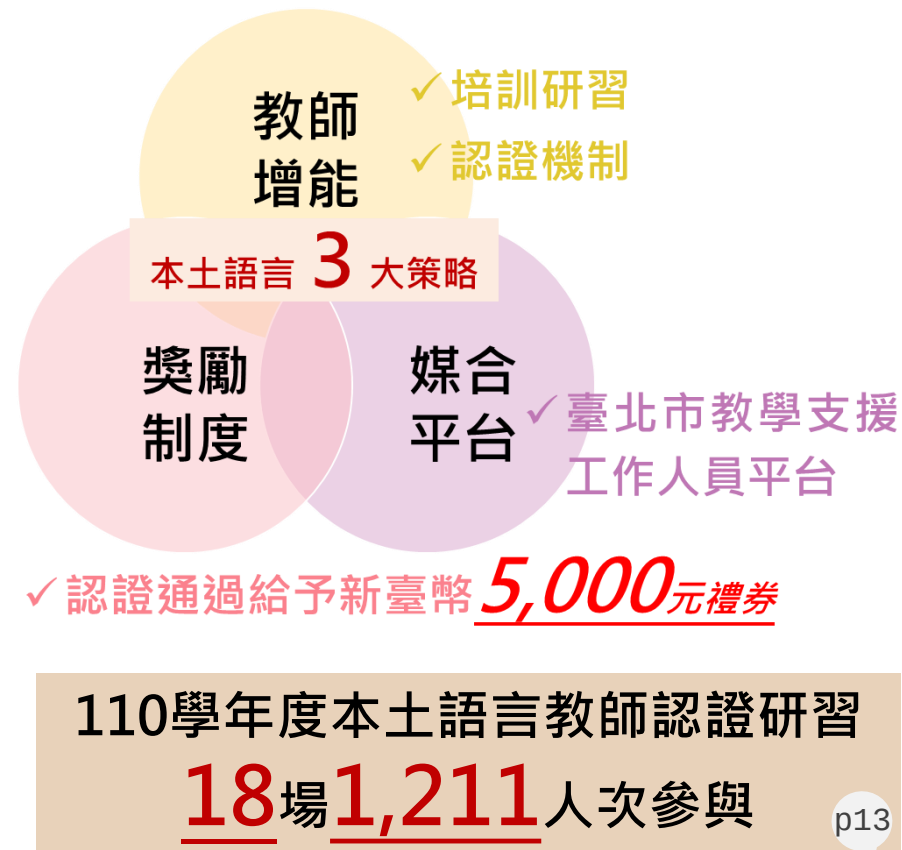 教師
增能
✓培訓研習
✓認證機制
本土語言 3 大策略
獎勵
制度
媒合
平台
✓臺北市教學支援
工作人員平台
✓認證通過給予新臺幣5,000元禮券
110學年度本土語言教師認證研習
18場1,211人次參與
p13